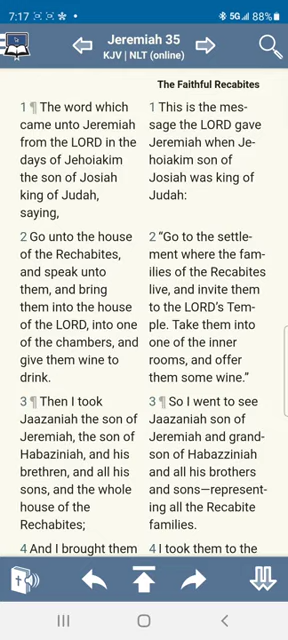 7:17
5G 88%
Jeremiah 35
KJV | NLT (online)
The Faithful Recabites
1 ¶ The word which
came unto Jeremiah
from the LORD in the
days of Jehoiakim
the son of Josiah
king of Judah,
saying,
2 Go unto the house
of the Rechabites,
and speak unto
them, and bring
them into the house
of the LORD, into one
of the chambers, and
give them wine to
drink.
3 ¶ Then I took
Jaazaniah the son of
Jeremiah, the son of
Habaziniah, and his
brethren, and all his
sons, and the whole
house of the
Rechabites;
4 And I brought them
1 This is the mes-
sage the LORD gave
Jeremiah when Je-
hoiakim son of
Josiah was king of
Judah:
2 “Go to the settle-
ment where the fam-
ilies of the Recabites
live, and invite them
to the LORD’s Tem-
ple. Take them into
one of the inner
rooms, and offer
them some wine.”
3 ¶ So I went to see
Jaazaniah son of
Jeremiah and grand-
son of Habazziniah
and all his brothers
and sons—represent-
ing all the Recabite
families.
4 I took them to the